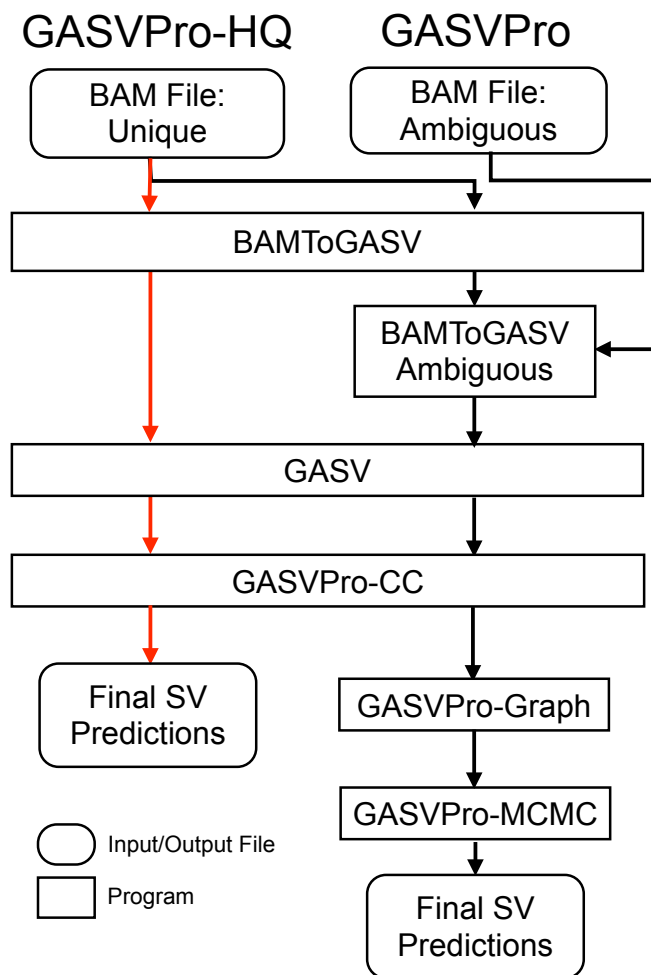 GASVPro-HQ
GASVPro
BAM File:
Unique
BAM File:
Ambiguous
BAMToGASV
BAMToGASV
Ambiguous
GASV
GASVPro-CC
Final SV
Predictions
GASVPro-Graph
GASVPro-MCMC
Input/Output File
Program
Final SV
Predictions